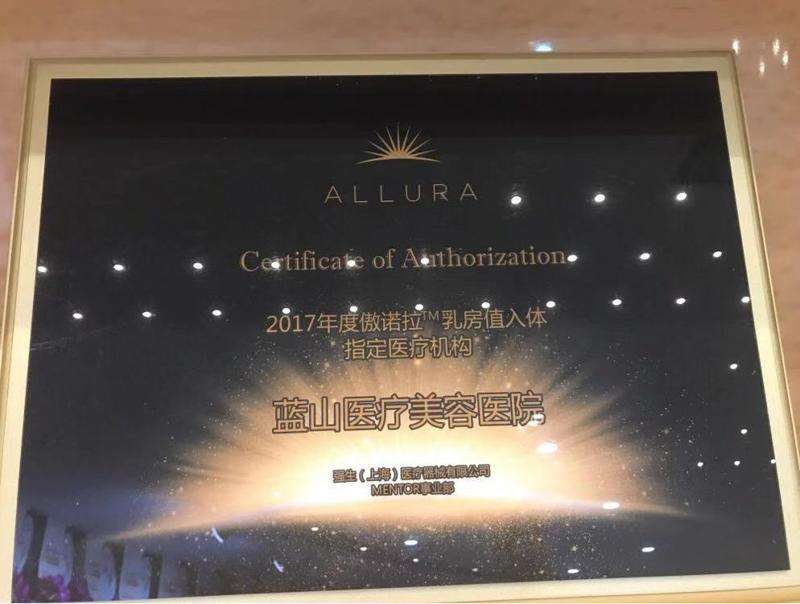 ALLURA
Certificate of Authorization
2017年度傲诺拉™乳房值入体
指定医疗机构
蓝山医疗美容医院
强生（上海）医疗器械有限公司
MENTOR事业部